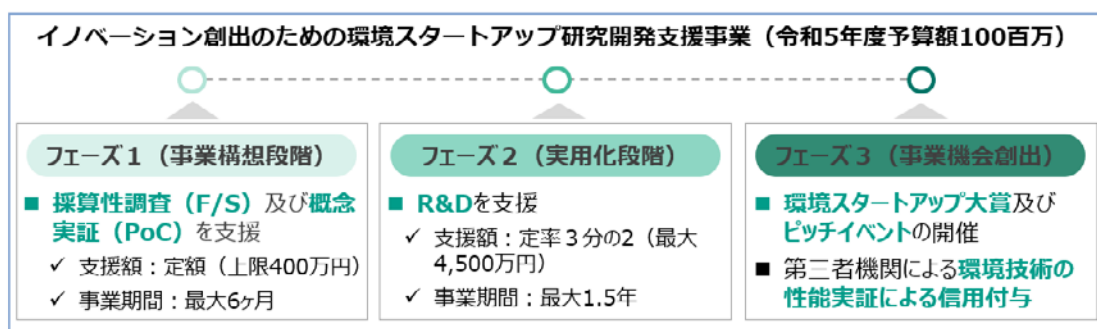 イノベーション創出のための環境スタートアップ研究開発支援事業（令和5年度予算額100百万）
フェーズ１（事業構想段階）
■ 採算性調査（F/S）及び概念
実証（PoC）を支援
✓ 支援額：定額（上限400万円）
✓ 事業期間：最大6ヶ月
フェーズ２（実用化段階）
■ R&Dを支援
✓ 支援額：定率３分の2（最大
4,500万円）
✓ 事業期間：最大1.5年
フェーズ３（事業機会創出）
■ 環境スタートアップ大賞及び
ピッチイベントの開催
■ 第三者機関による環境技術の
性能実証による信用付与